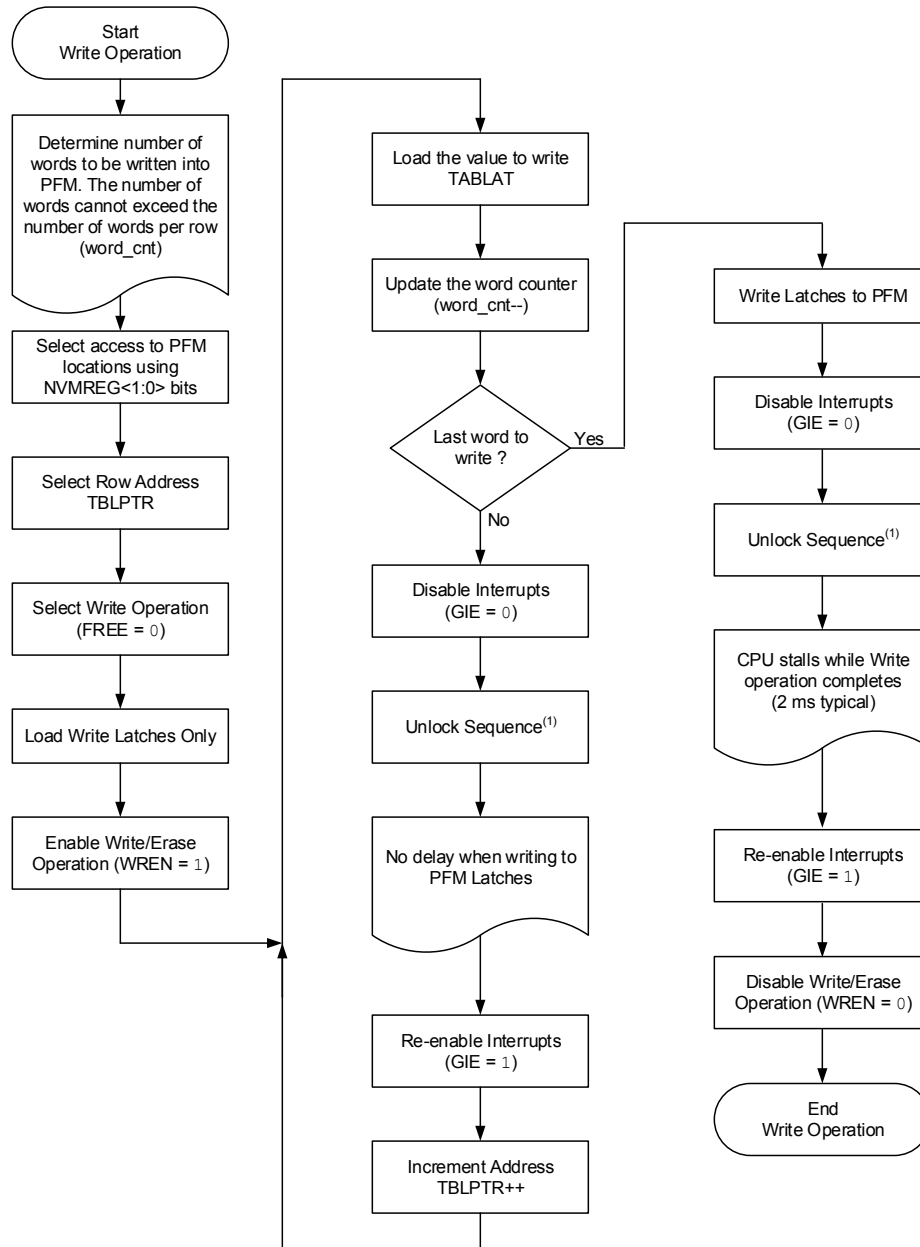 Start
Write Operation
Determine number of
words to be written into
PFM. The number of
words cannot exceed the
number of words per row
(word_cnt)
Select access to PFM
locations using
NVMREG<1:0> bits
Select Row Address
TBLPTR
Select Write Operation
(FREE = 0)
Load Write Latches Only
Enable Write/Erase
Operation (WREN = 1)
Load the value to write
TABLAT
Update the word counter
(word_cnt--)
Last word to
write ?
Yes
No
Disable Interrupts
(GIE = 0)
Unlock Sequence(1)
No delay when writing to
PFM Latches
Re-enable Interrupts
(GIE = 1)
Increment Address
TBLPTR++
Write Latches to PFM
Disable Interrupts
(GIE = 0)
Unlock Sequence(1)
CPU stalls while Write
operation completes
(2 ms typical)
Re-enable Interrupts
(GIE = 1)
Disable Write/Erase
Operation (WREN = 0)
End
Write Operation